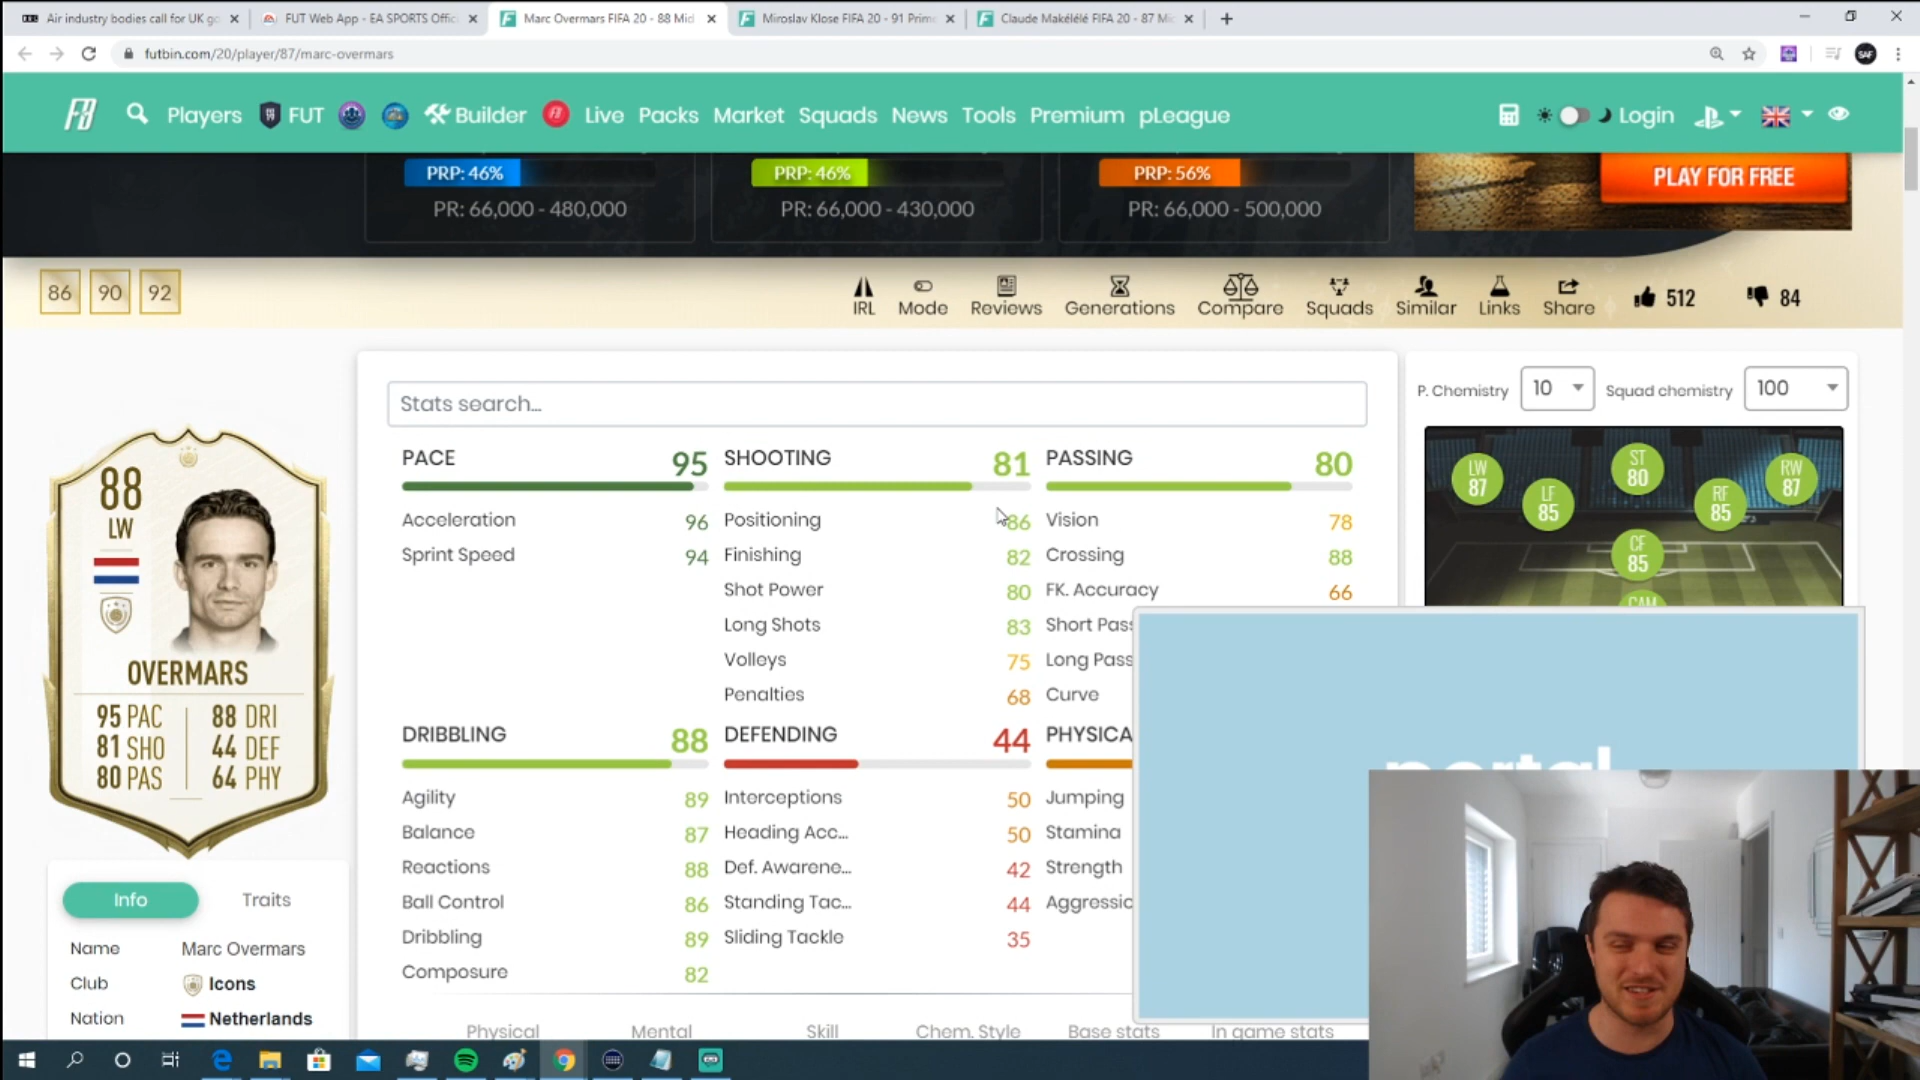 Air industry bodies call for UK go
FUT Web App - EA SPORTS Offici
Marc Overmars FIFA 20 - 88 Mid
Miroslav Klose FIFA 20 - 91 Prim
Claude Makélélé FIFA 20 - 87 Mi
futbin.com/20/player/87/marc-overmars
SAF
Players FUT Builder Live Packs Market Squads News Tools Premium pLeague Login
PRP: 46% PRP: 46% PRP: 56%
PR: 66,000 - 480,000 PR: 66,000 - 430,000 PR: 66,000 - 500,000
PLAY FOR FREE
86 90 92
IRL Mode Reviews Generations Compare Squads Similar Links Share 512 84
Stats search...
P. Chemistry 10 Squad chemistry 100
88
LW
OVERMARS
95 PAC 88 DRI
81 SHO 44 DEF
80 PAS 64 PHY
PACE 95
Acceleration 96
Sprint Speed 94
SHOOTING 81
Positioning 86
Finishing 82
Shot Power 80
Long Shots 83
Volleys 75
Penalties 68
PASSING 80
Vision 78
Crossing 88
FK. Accuracy 66
Short Pass
Long Pass
Curve
DRIBBLING 88
Agility 89
Balance 87
Reactions 88
Ball Control 86
Dribbling 89
Composure 82
DEFENDING 44
Interceptions 50
Heading Acc... 50
Def. Awarene... 42
Standing Tac... 44
Sliding Tackle 35
PHYSICA
Jumping
Stamina
Strength
Aggressic
LW 87
LF 85
ST 80
RF 85
RW 87
CF 85
CAM
portal
Info Traits
Name Marc Overmars
Club Icons
Nation Netherlands
Physical Mental Skill Chem. Style Base stats In game stats